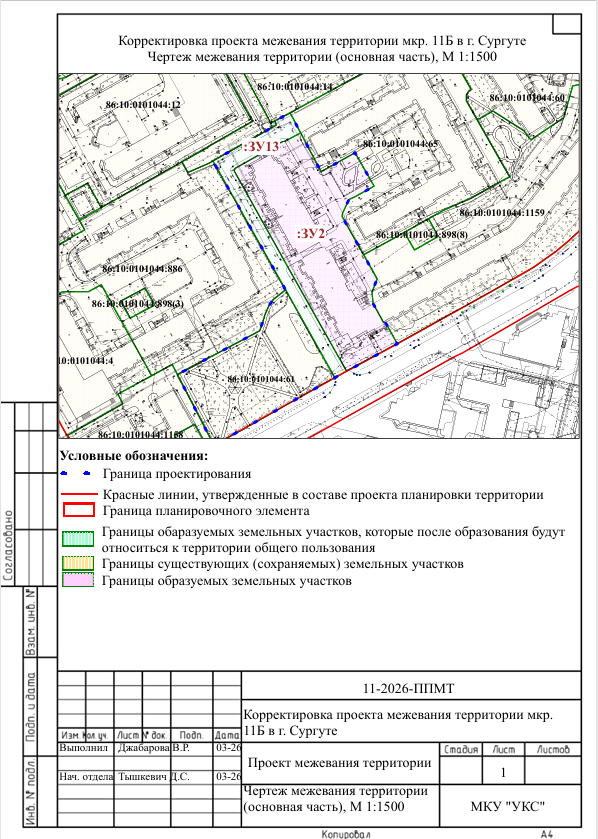 Корректировка проекта межевания территории мкр. 11Б в г. Сургуте
Чертеж межевания территории (основная часть), М 1:1500
86:10:0101044:14
86:10:0101044:60
86:10:0101044:12
:ЗУ13
86:10:0101044:65
86:10:0101044:1159
:ЗУ2
86:10:0101044:898(8)
86:10:0101044:886
86:10:0101044:898(3)
10:0101044:4
86:10:0101044:61
86:10:0101044:1158
Условные обозначения:
Граница проектирования
Красные линии, утвержденные в составе проекта планировки территории
Граница планировочного элемента
Границы обаразуемых земельных участков, которые после образования будут
относиться к территории общего пользования
Границы существующих (сохраняемых) земельных участков
Границы образуемых земельных участков
Согласовано
Взам. инв. №
Подп. и дата
Инв. № подл.
11-2026-ППМТ
Корректировка проекта межевания территории мкр.
11Б в г. Сургуте
Изм. Кол.уч. Лист № док. Подп. Дата
Выполнил Джабарова В.Р. 03-26
Нач. отдела Тышкевич Д.С. 03-26
Проект межевания территории
Стадия Лист Листов
1
Чертеж межевания территории
(основная часть), М 1:1500
МКУ "УКС"
Копировал А4